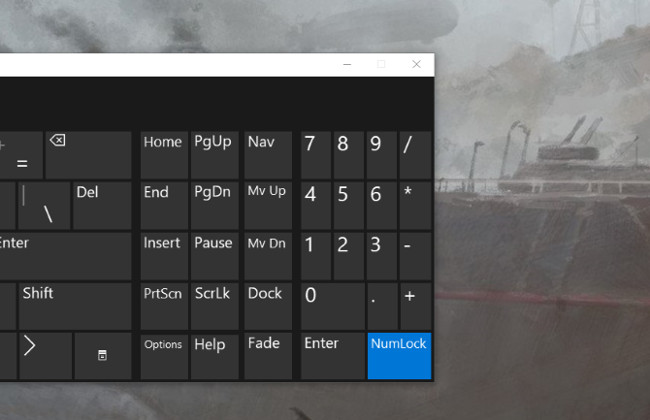 + Home PgUp Nav 7 8 9 /
=
| End PgDn Mv Up 4 5 6 *
\ Del
Enter Insert Pause Mv Dn 1 2 3 -
Shift PrtScn ScrLk Dock 0 . +
Options Help Fade Enter NumLock